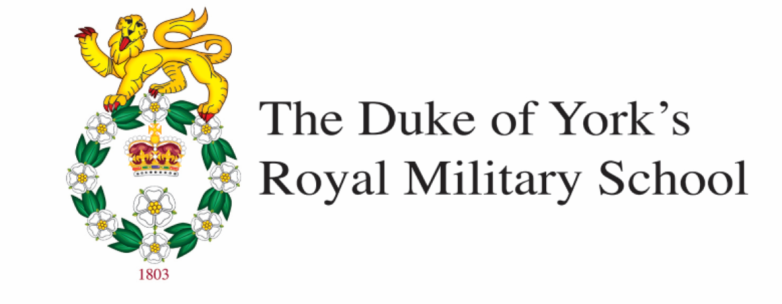 The Duke of York's
Royal Military School
1803